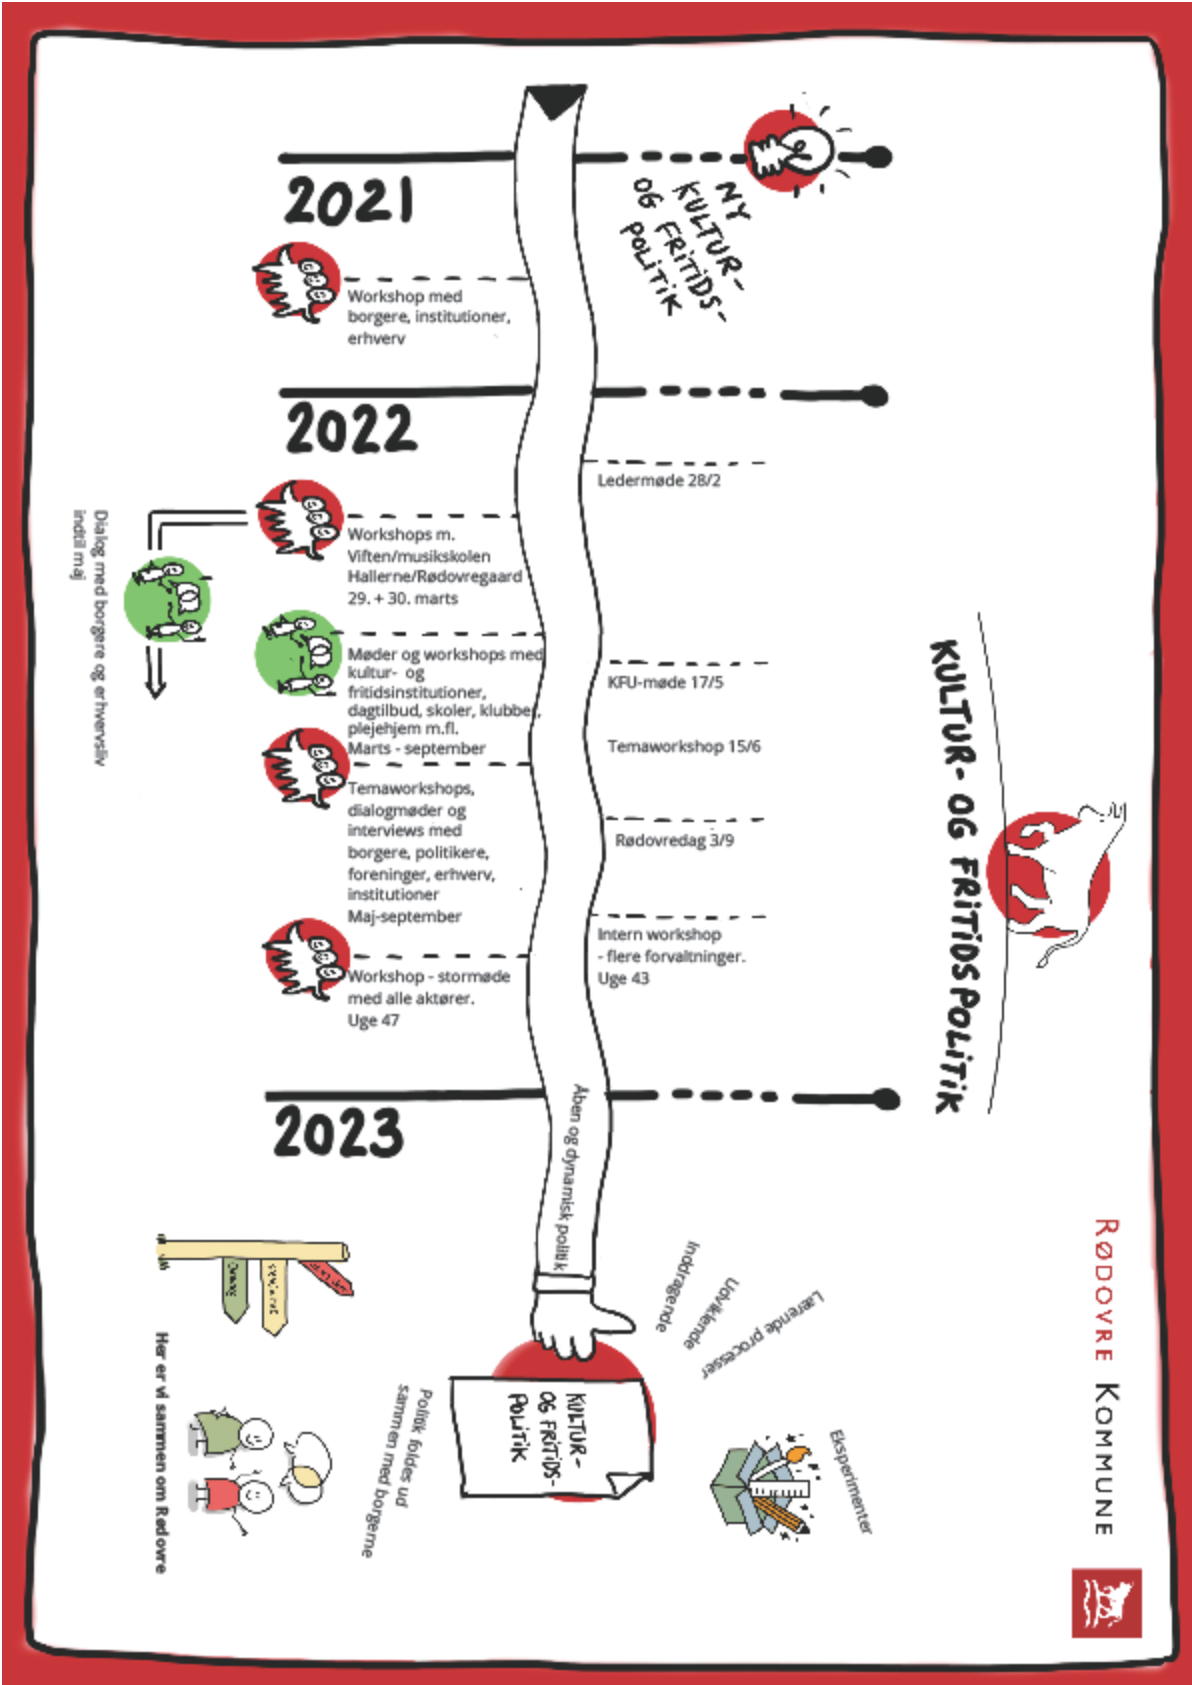 KULTUR- OG FRITIDSPOLITIK
RØDOVRE KOMMUNE
NY
KULTUR-
OG FRITIDS-
POLITIK
2021
Workshop med
borgere, institutioner,
erhverv
2022
Ledermøde 28/2
Workshops m.
Viften/musikskolen
Hallerne/Rødovregaard
29. + 30. marts
Dialog med borgere og erhvervsliv
indtil maj
Møder og workshops med
kultur- og
fritidsinstitutioner,
dagtilbud, skoler, klubber,
plejehjem m.fl.
Marts - september
KFU-møde 17/5
Temaworkshop 15/6
Temaworkshops,
dialogmøder og
interviews med
borgere, politikere,
foreninger, erhverv,
institutioner
Maj-september
Rødovredag 3/9
Intern workshop
- flere forvaltninger.
Uge 43
Workshop - stormøde
med alle aktører.
Uge 47
2023
Åben og dynamisk politik
Inddragende
Udviklende
Lærende processer
Eksperimenter
KULTUR-
OG FRITIDS-
POLITIK
Politik foldes ud
sammen med borgerne
Her er vi sammen om Rødovre